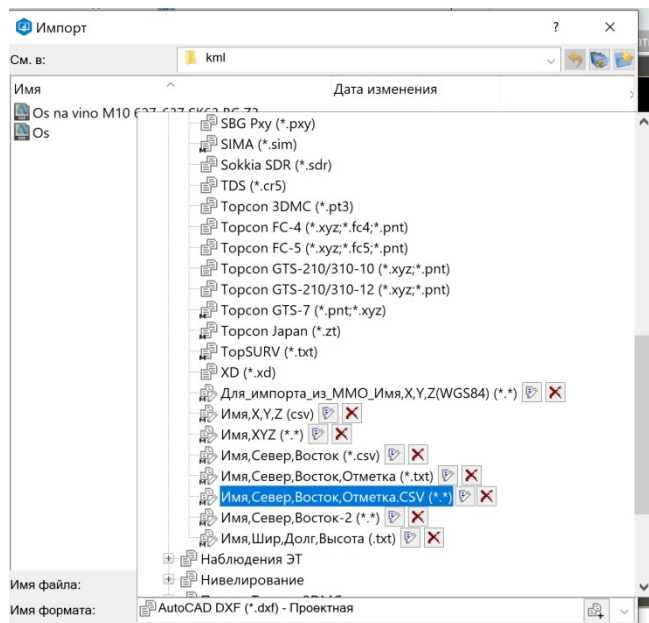 Импорт
См. в:
kml
Имя
Дата изменения
Os na vino M10
Os
SBG Pxy (*.pxy)
SIMA (*.sim)
Sokkia SDR (*.sdr)
TDS (*.cr5)
Topcon 3DMC (*.pt3)
Topcon FC-4 (*.xyz;*.fc4;*.pnt)
Topcon FC-5 (*.xyz;*.fc5;*.pnt)
Topcon GTS-210/310-10 (*.xyz;*.pnt)
Topcon GTS-210/310-12 (*.xyz;*.pnt)
Topcon GTS-7 (*.pnt;*.xyz)
Topcon Japan (*.zt)
TopSURV (*.txt)
XD (*.xd)
Для_импорта_из_ММО_Имя,X,Y,Z(WGS84) (*.*)
Имя,X,Y,Z (csv)
Имя,XYZ (*.*)
Имя,Север,Восток (*.csv)
Имя,Север,Восток,Отметка (*.txt)
Имя,Север,Восток,Отметка.CSV (*.*)
Имя,Север,Восток-2 (*.*)
Имя,Шир,Долг,Высота (.txt)
Наблюдения ЭТ
Нивелирование
Имя файла:
Имя формата:
AutoCAD DXF (*.dxf) - Проектная